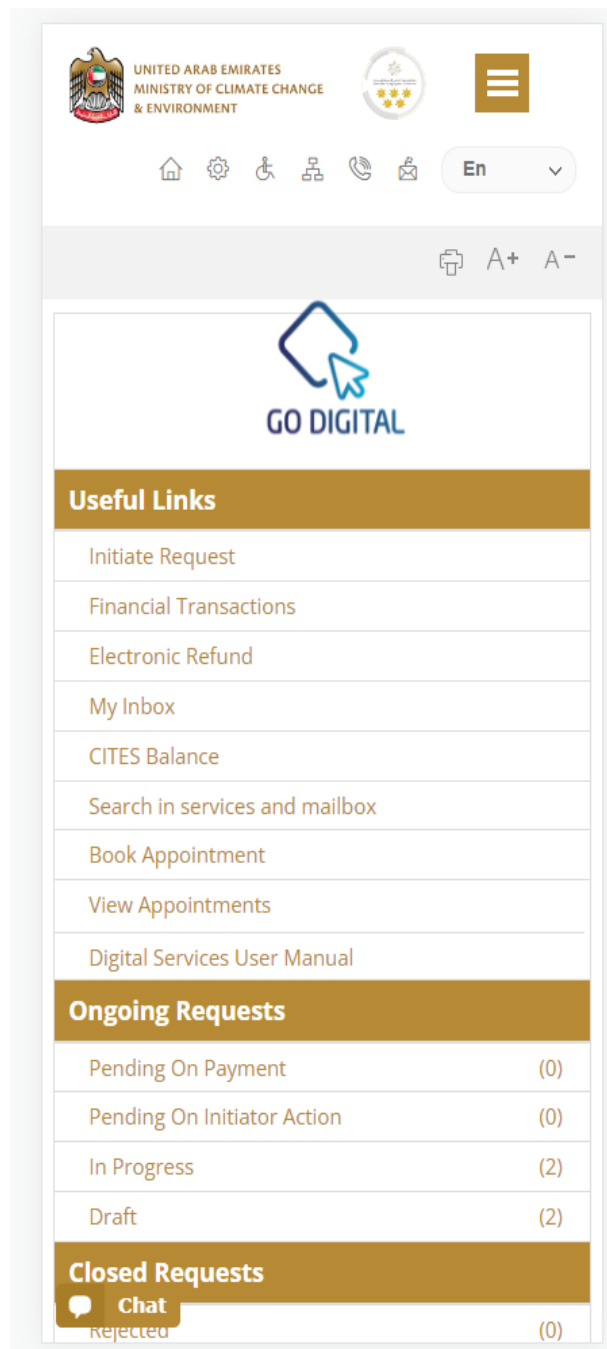 UNITED ARAB EMIRATES
MINISTRY OF CLIMATE CHANGE
& ENVIRONMENT
En
A+ A-
GO DIGITAL
Useful Links
Initiate Request
Financial Transactions
Electronic Refund
My Inbox
CITES Balance
Search in services and mailbox
Book Appointment
View Appointments
Digital Services User Manual
Ongoing Requests
Pending On Payment (0)
Pending On Initiator Action (0)
In Progress (2)
Draft (2)
Closed Requests
Chat
Rejected (0)